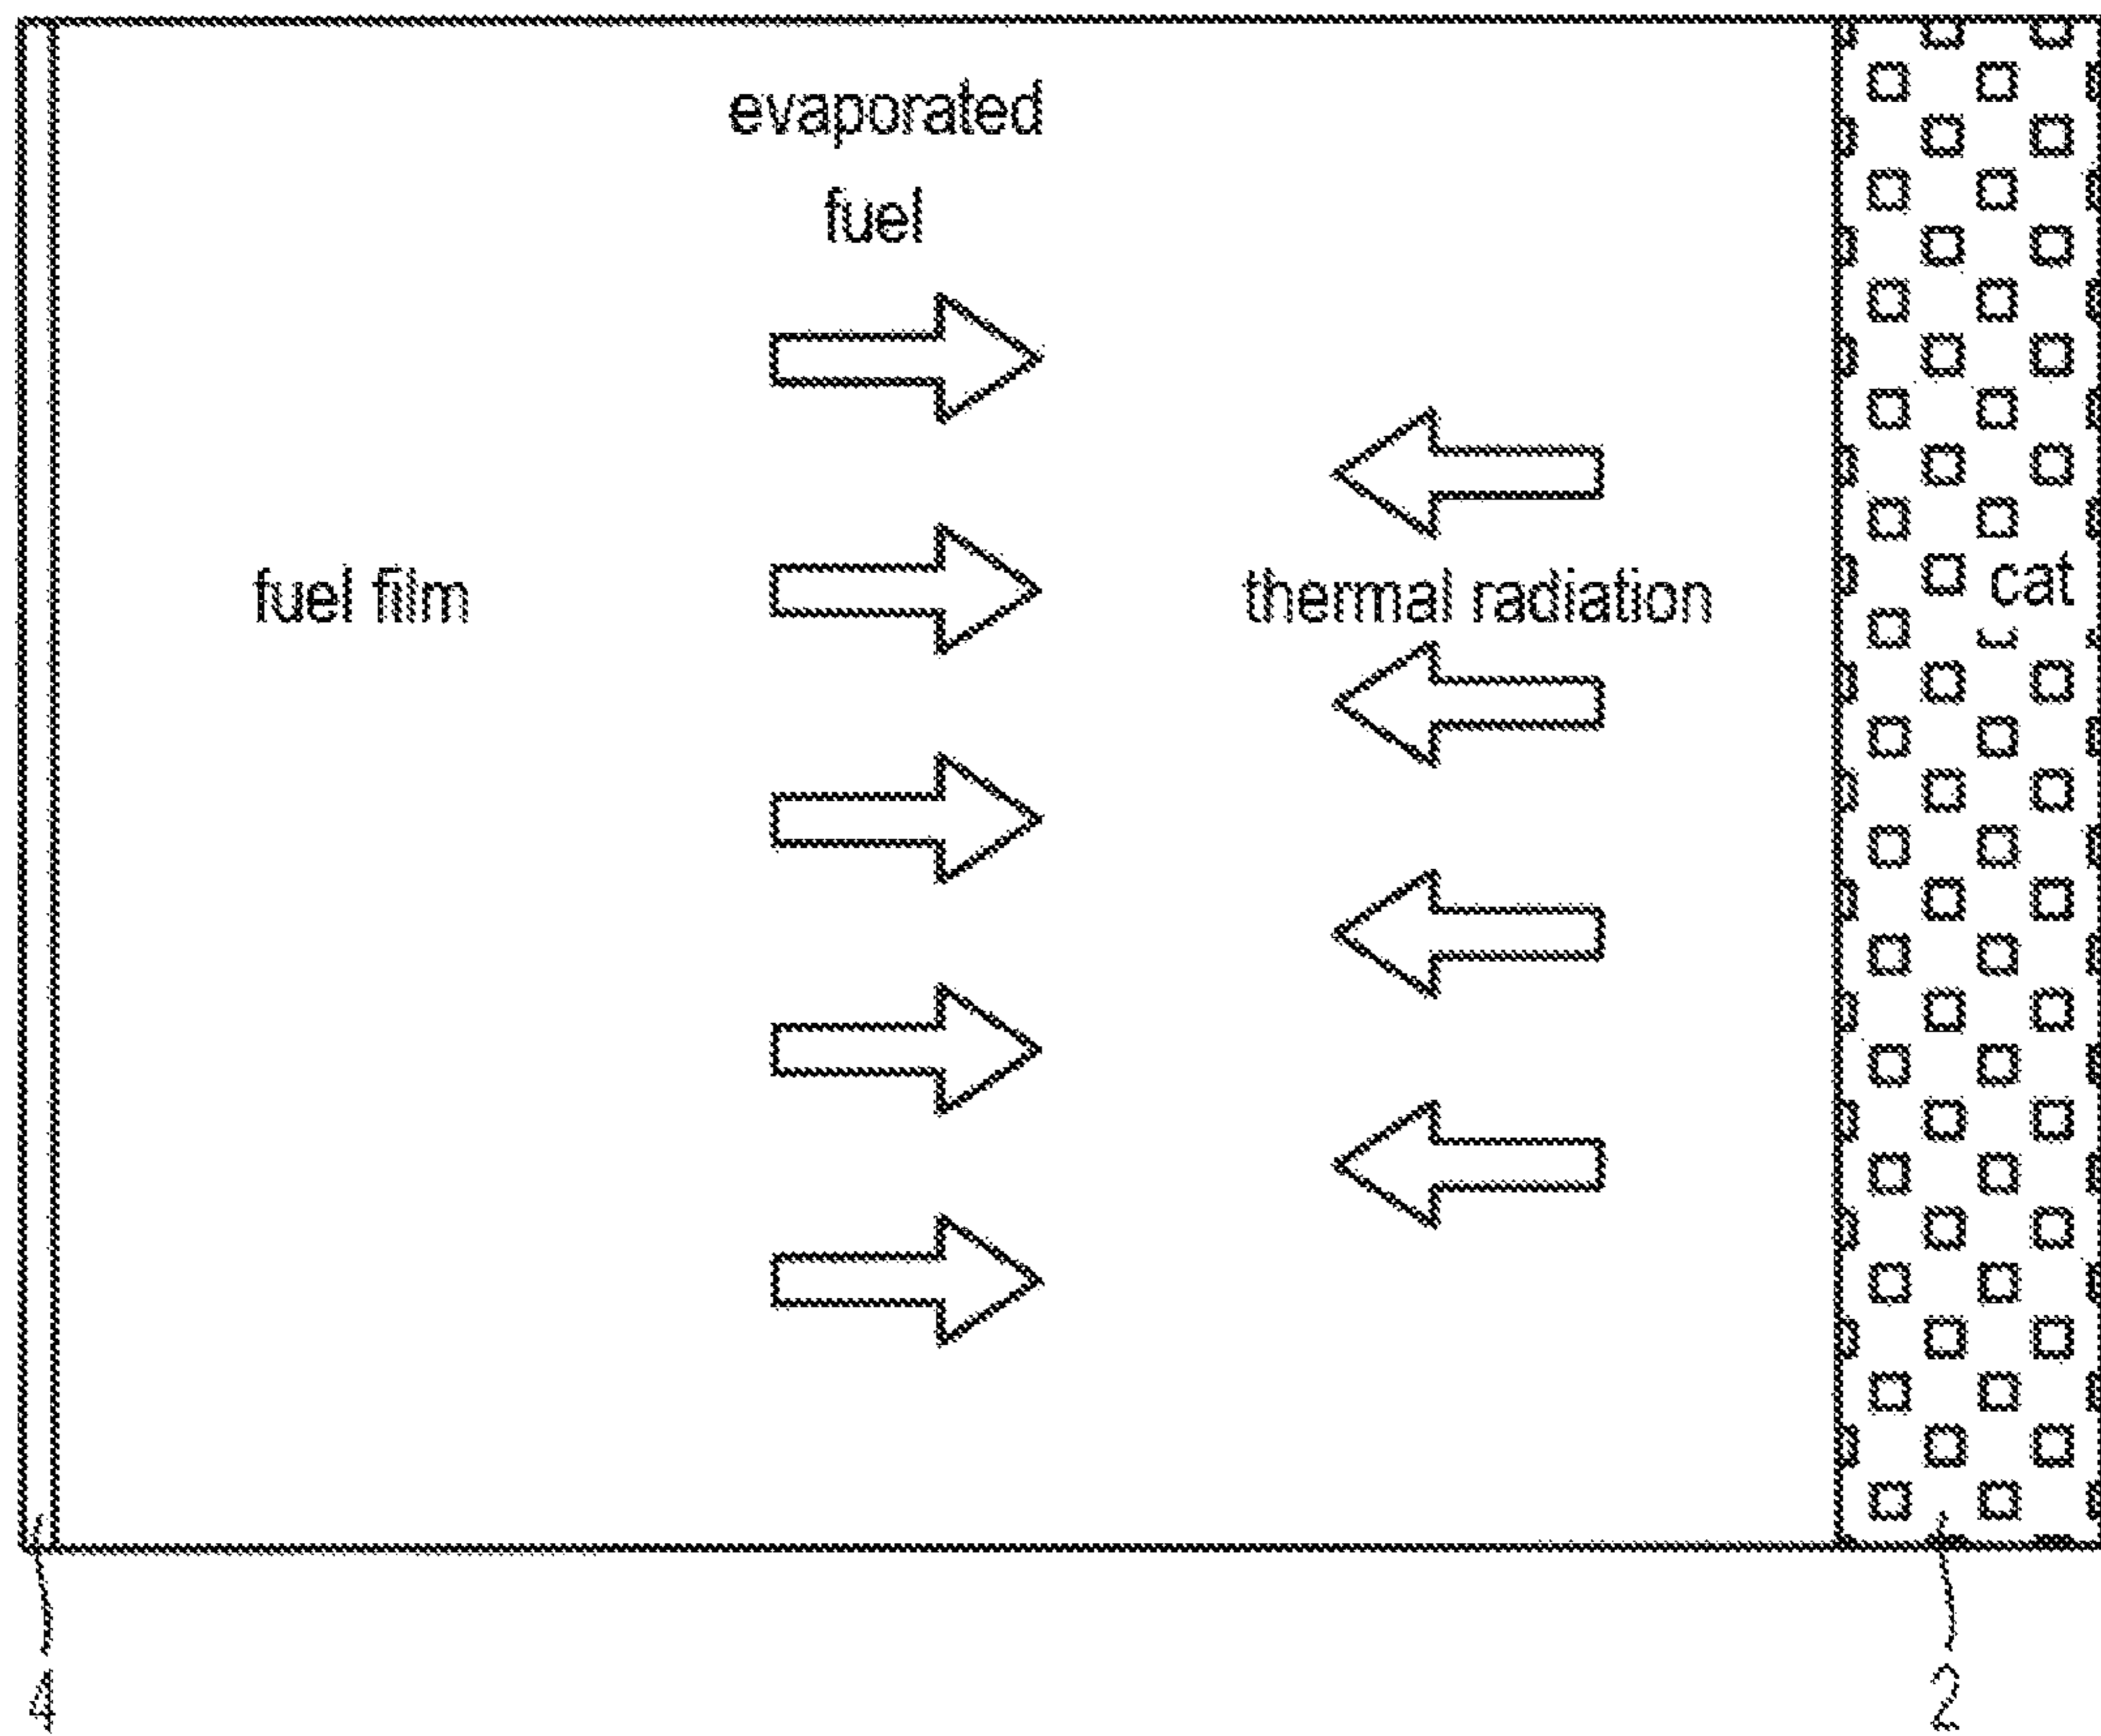 evaporated
fuel
fuel film
thermal radiation
cat
4
2